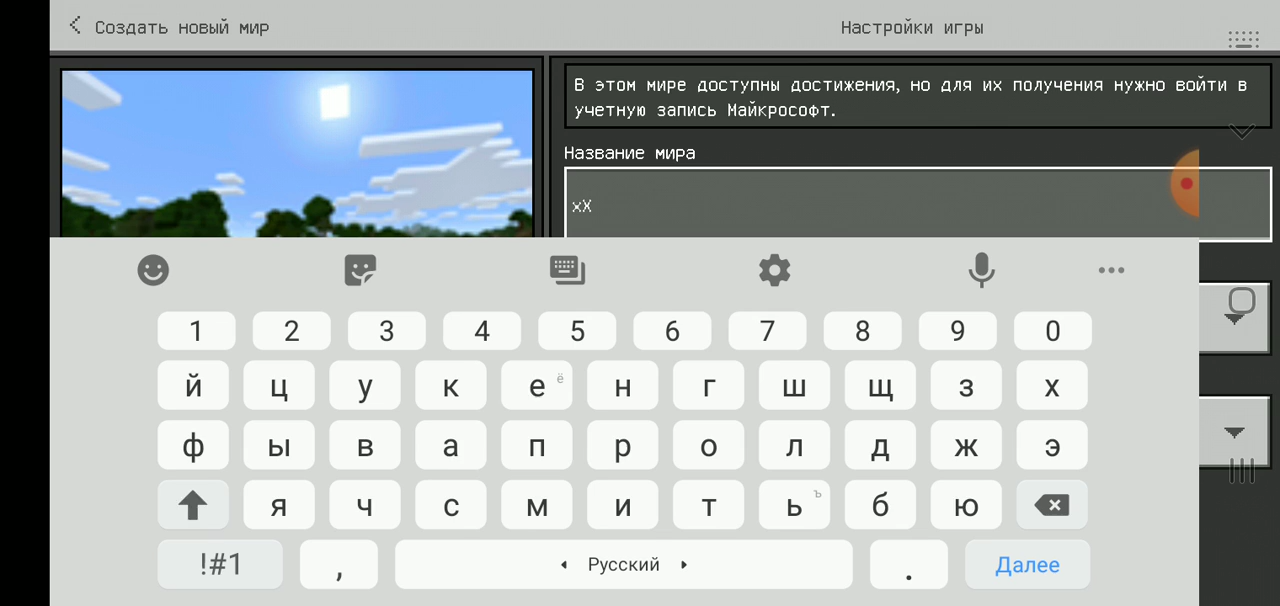 Создать новый мир
Настройки игры
В этом мире доступны достижения, но для их получения нужно войти в
учетную запись Майкрософт.
Название мира
хХ
1 2 3 4 5 6 7 8 9 0
й ц у к е ё н г ш щ з х
ф ы в а п р о л д ж э
я ч с м и т ь ъ б ю
!#1 , Русский . Далее